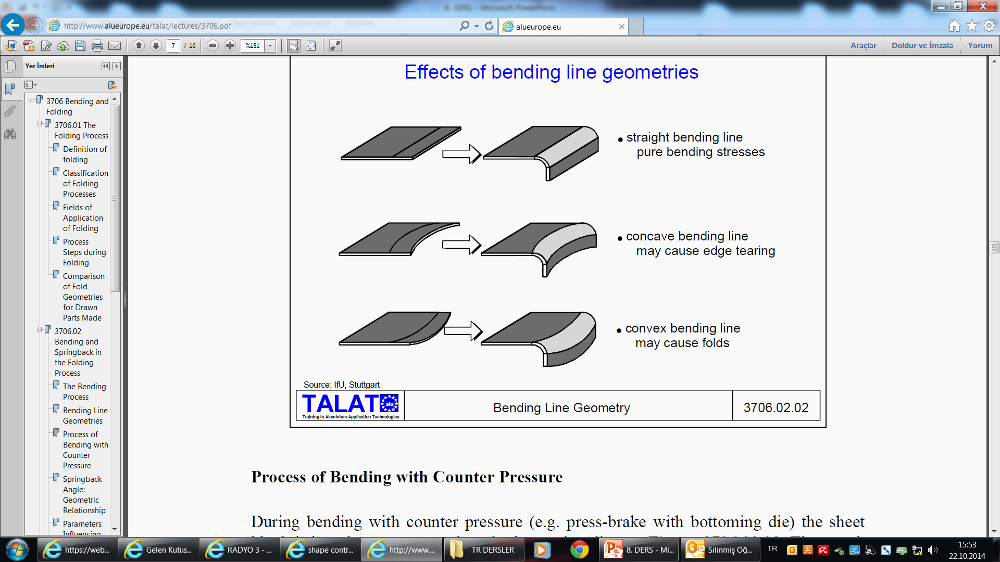 8. DERS - Microsoft PowerPoint
http://www.alueurope.eu/talat/lectures/3706.pdf
alueurope.eu
7 / 16
%181
Araçlar
Doldur ve İmzala
Yorum
Yer İmleri
3706 Bending and
Folding
3706.01 The
Folding Process
Definition of
folding
Classification
of Folding
Processes
Fields of
Application
of Folding
Process
Steps during
Folding
Comparison
of Fold
Geometries
for Drawn
Parts Made
3706.02
Bending and
Springback in
the Folding
Process
The Bending
Process
Bending Line
Geometries
Process of
Bending with
Counter
Pressure
Springback
Angle:
Geometric
Relationship
Parameters
Influencing
Effects of bending line geometries
• straight bending line
pure bending stresses
• concave bending line
may cause edge tearing
• convex bending line
may cause folds
Source: IfU, Stuttgart
TALAT alu
Training in Aluminium Application Technologies
Bending Line Geometry
3706.02.02
Process of Bending with Counter Pressure
During bending with counter pressure (e.g. press-brake with bottoming die) the sheet
https://web...
Gelen Kutus...
RADYO 3 - ...
shape contr...
http://www....
TR DERSLER
8. DERS - Mi...
Silinmiş Öğ...
TR
15:53
22.10.2014